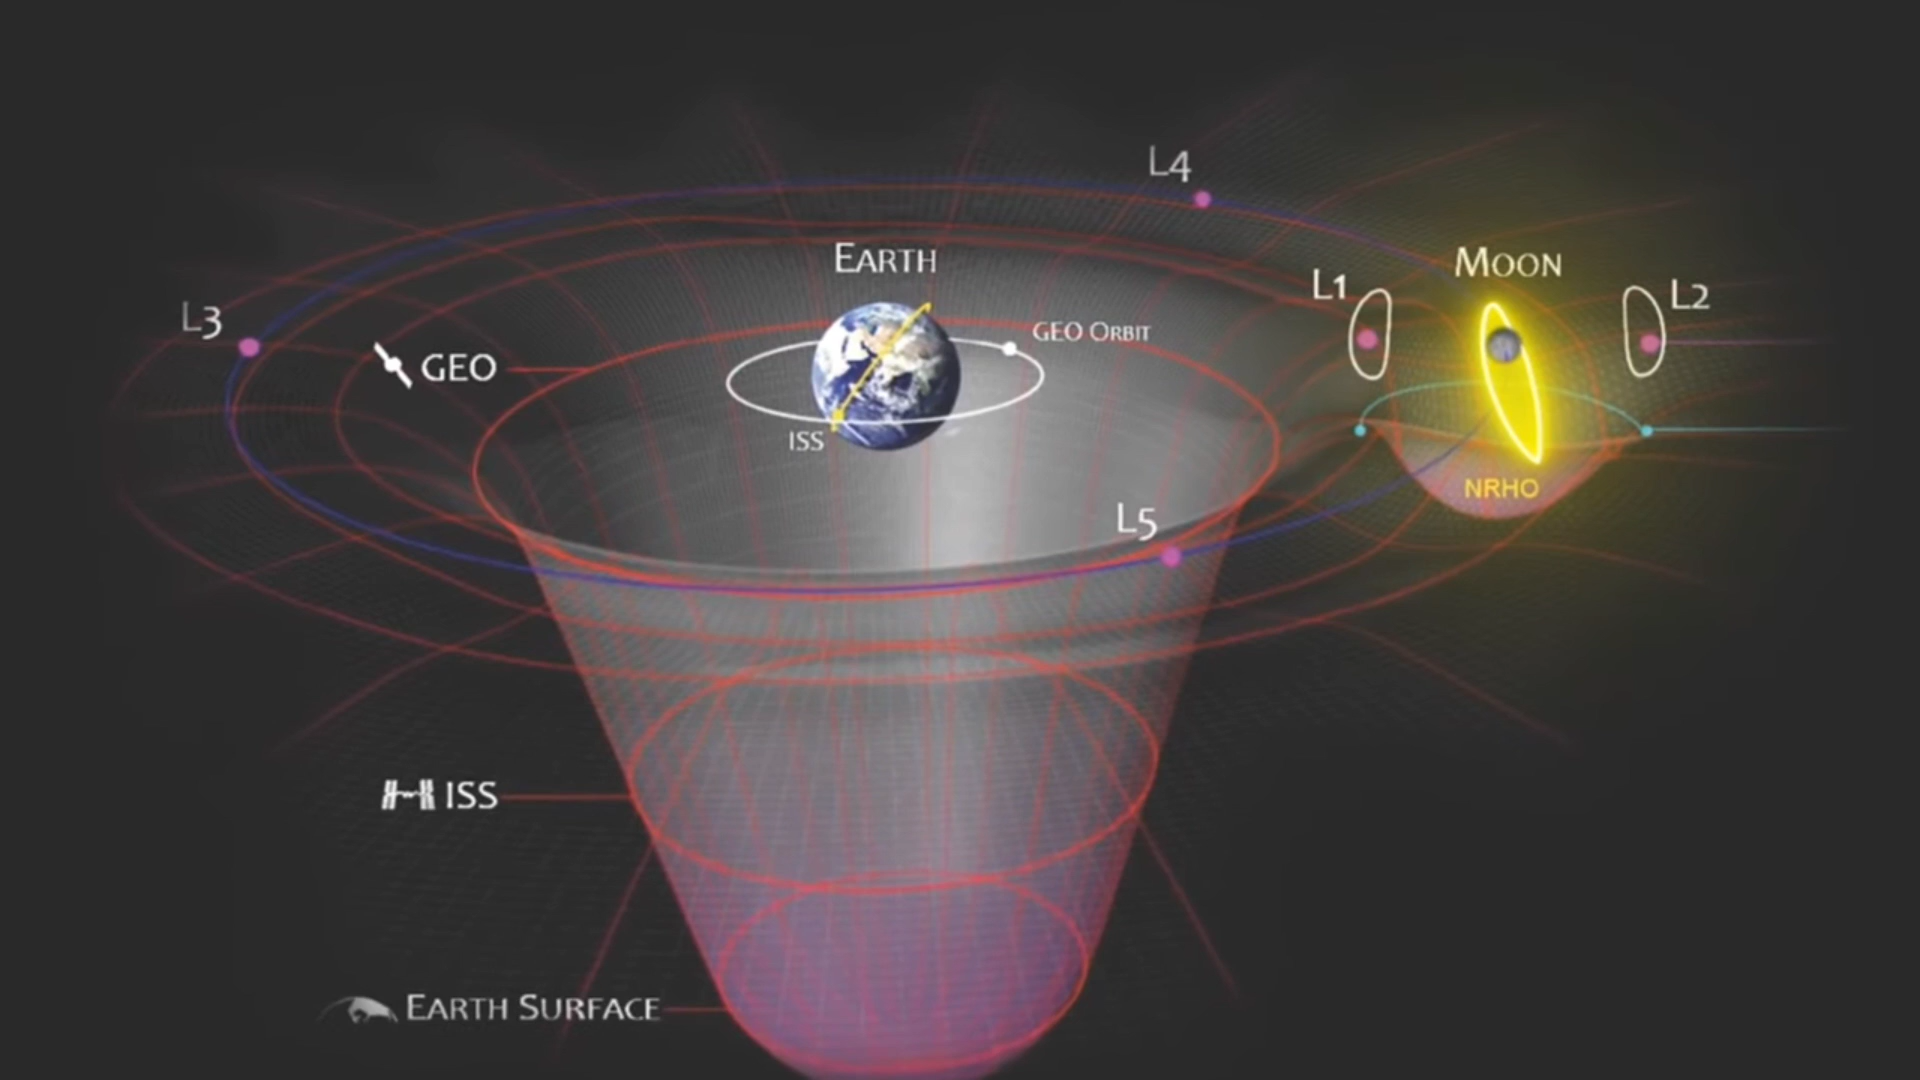 L4
EARTH
MOON
L1
L2
L3
GEO ORBIT
GEO
ISS
NRHO
L5
ISS
EARTH SURFACE